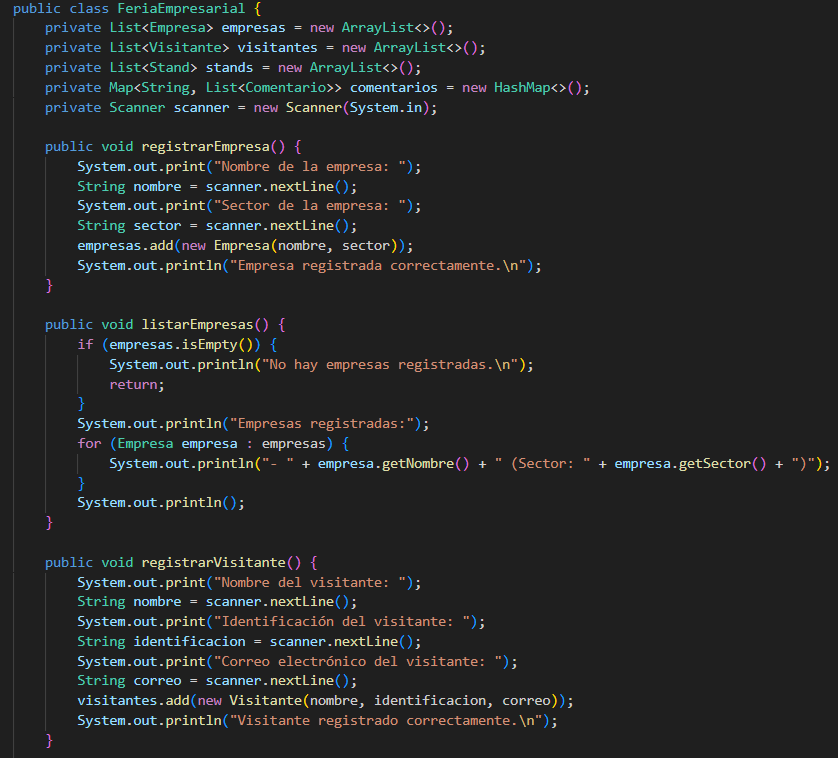 public class FeriaEmpresarial {
    private List<Empresa> empresas = new ArrayList<>();
    private List<Visitante> visitantes = new ArrayList<>();
    private List<Stand> stands = new ArrayList<>();
    private Map<String, List<Comentario>> comentarios = new HashMap<>();
    private Scanner scanner = new Scanner(System.in);

    public void registrarEmpresa() {
        System.out.print("Nombre de la empresa: ");
        String nombre = scanner.nextLine();
        System.out.print("Sector de la empresa: ");
        String sector = scanner.nextLine();
        empresas.add(new Empresa(nombre, sector));
        System.out.println("Empresa registrada correctamente.\n");
    }

    public void listarEmpresas() {
        if (empresas.isEmpty()) {
            System.out.println("No hay empresas registradas.\n");
            return;
        }
        System.out.println("Empresas registradas:");
        for (Empresa empresa : empresas) {
            System.out.println("- " + empresa.getNombre() + " (Sector: " + empresa.getSector() + ")");
        }
        System.out.println();
    }

    public void registrarVisitante() {
        System.out.print("Nombre del visitante: ");
        String nombre = scanner.nextLine();
        System.out.print("Identificación del visitante: ");
        String identificacion = scanner.nextLine();
        System.out.print("Correo electrónico del visitante: ");
        String correo = scanner.nextLine();
        visitantes.add(new Visitante(nombre, identificacion, correo));
        System.out.println("Visitante registrado correctamente.\n");
    }